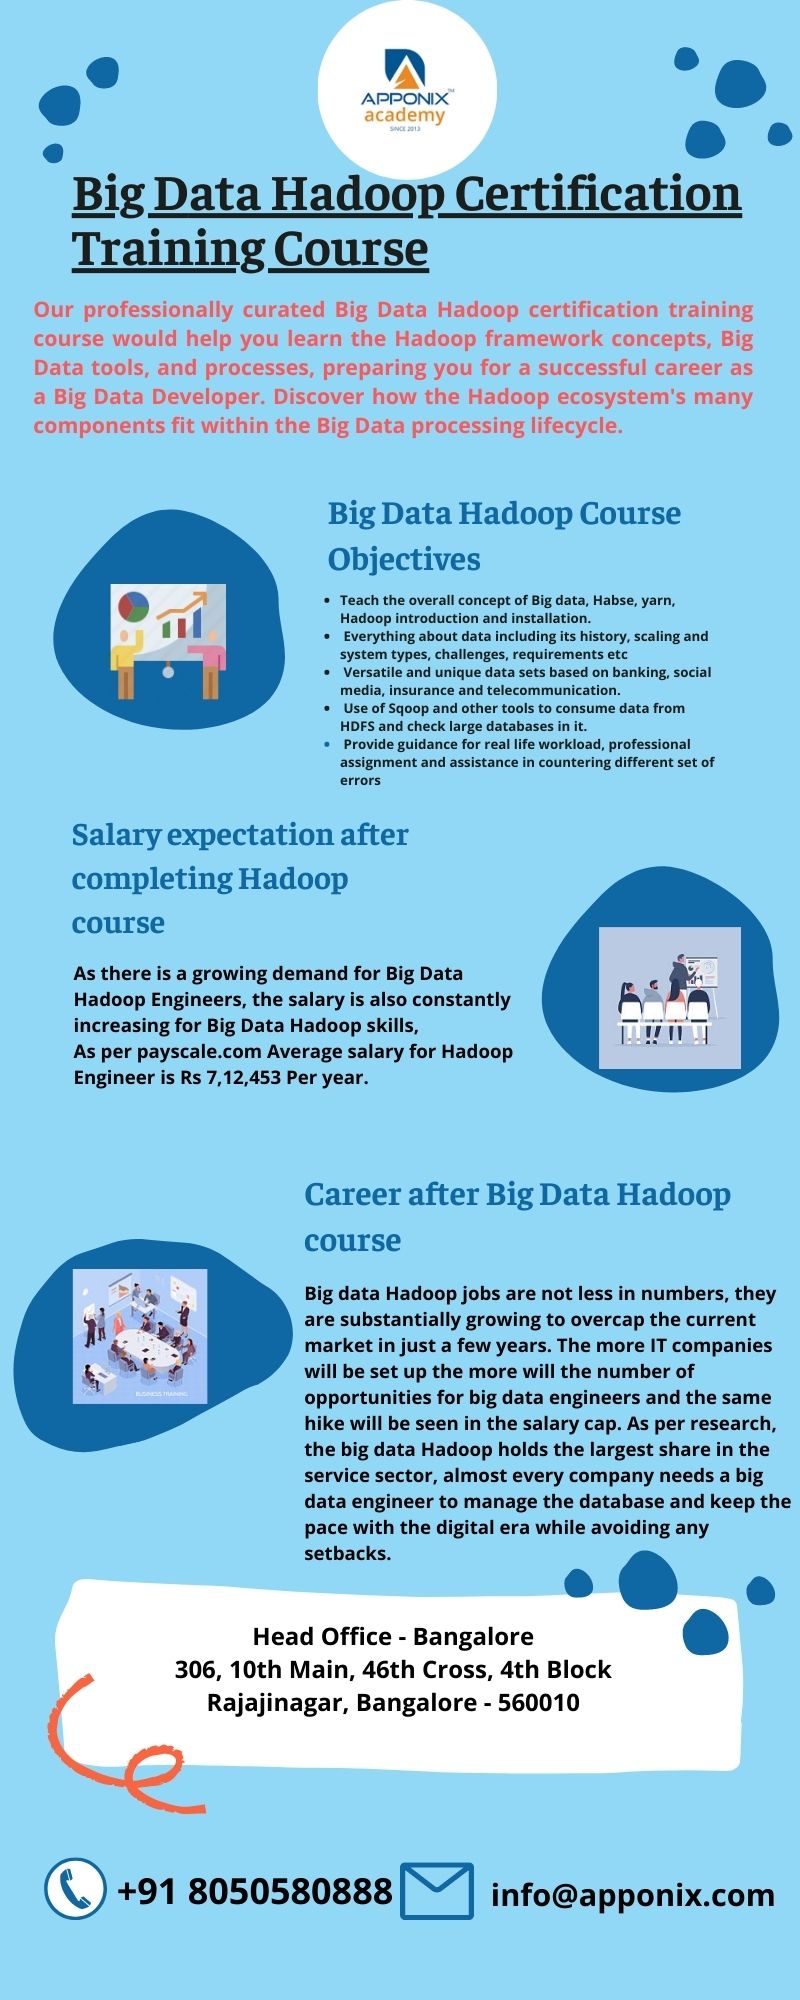 APPONIX™
academy
SINCE 2013
Big Data Hadoop Certification
Training Course
Our professionally curated Big Data Hadoop certification training
course would help you learn the Hadoop framework concepts, Big
Data tools, and processes, preparing you for a successful career as
a Big Data Developer. Discover how the Hadoop ecosystem's many
components fit within the Big Data processing lifecycle.
Big Data Hadoop Course
Objectives
• Teach the overall concept of Big data, Habse, yarn,
Hadoop introduction and installation.
• Everything about data including its history, scaling and
system types, challenges, requirements etc
• Versatile and unique data sets based on banking, social
media, insurance and telecommunication.
• Use of Sqoop and other tools to consume data from
HDFS and check large databases in it.
• Provide guidance for real life workload, professional
assignment and assistance in countering different set of
errors
Salary expectation after
completing Hadoop
course
As there is a growing demand for Big Data
Hadoop Engineers, the salary is also constantly
increasing for Big Data Hadoop skills,
As per payscale.com Average salary for Hadoop
Engineer is Rs 7,12,453 Per year.
Career after Big Data Hadoop
course
Big data Hadoop jobs are not less in numbers, they
are substantially growing to overcap the current
market in just a few years. The more IT companies
will be set up the more will the number of
opportunities for big data engineers and the same
hike will be seen in the salary cap. As per research,
the big data Hadoop holds the largest share in the
service sector, almost every company needs a big
data engineer to manage the database and keep the
pace with the digital era while avoiding any
setbacks.
BUSINESS TRAINING
Head Office - Bangalore
306, 10th Main, 46th Cross, 4th Block
Rajajinagar, Bangalore - 560010
+91 8050580888
info@apponix.com